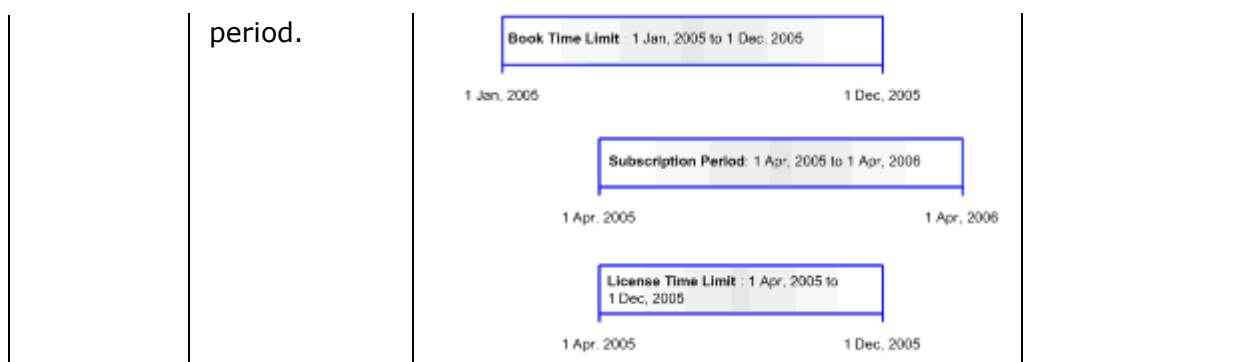 period.
Book Time Limit : 1 Jan, 2005 to 1 Dec. 2005
1 Jan, 2005 1 Dec, 2005
Subscription Period: 1 Apr, 2005 to 1 Apr, 2006
1 Apr. 2005 1 Apr, 2006
License Time Limit : 1 Apr, 2005 to
1 Dec, 2005
1 Apr. 2005 1 Dec, 2005